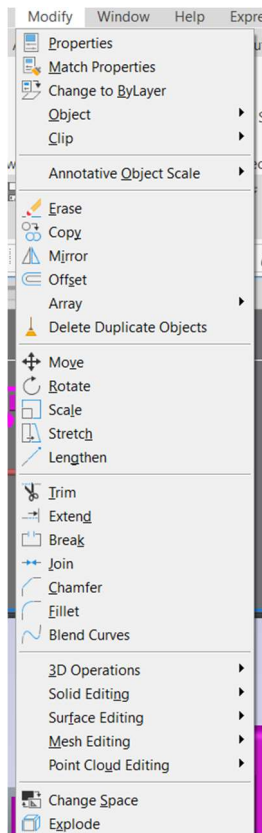 Modify Window Help Expre
Properties
Match Properties
Change to ByLayer
Object
Clip
Annotative Object Scale
Erase
Copy
Mirror
Offset
Array
Delete Duplicate Objects
Move
Rotate
Scale
Stretch
Lengthen
Trim
Extend
Break
Join
Chamfer
Fillet
Blend Curves
3D Operations
Solid Editing
Surface Editing
Mesh Editing
Point Cloud Editing
Change Space
Explode